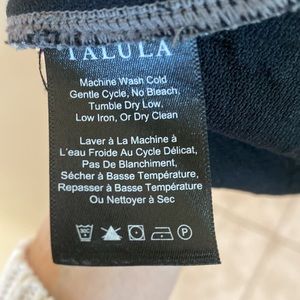 TALULA
Machine Wash Cold
Gentle Cycle, No Bleach,
Tumble Dry Low,
Low Iron, Or Dry Clean
Laver à La Machine à
L'eau Froide Au Cycle Délicat,
Pas De Blanchiment,
Sécher à Basse Température,
Repasser à Basse Température
Ou Nettoyer à Sec